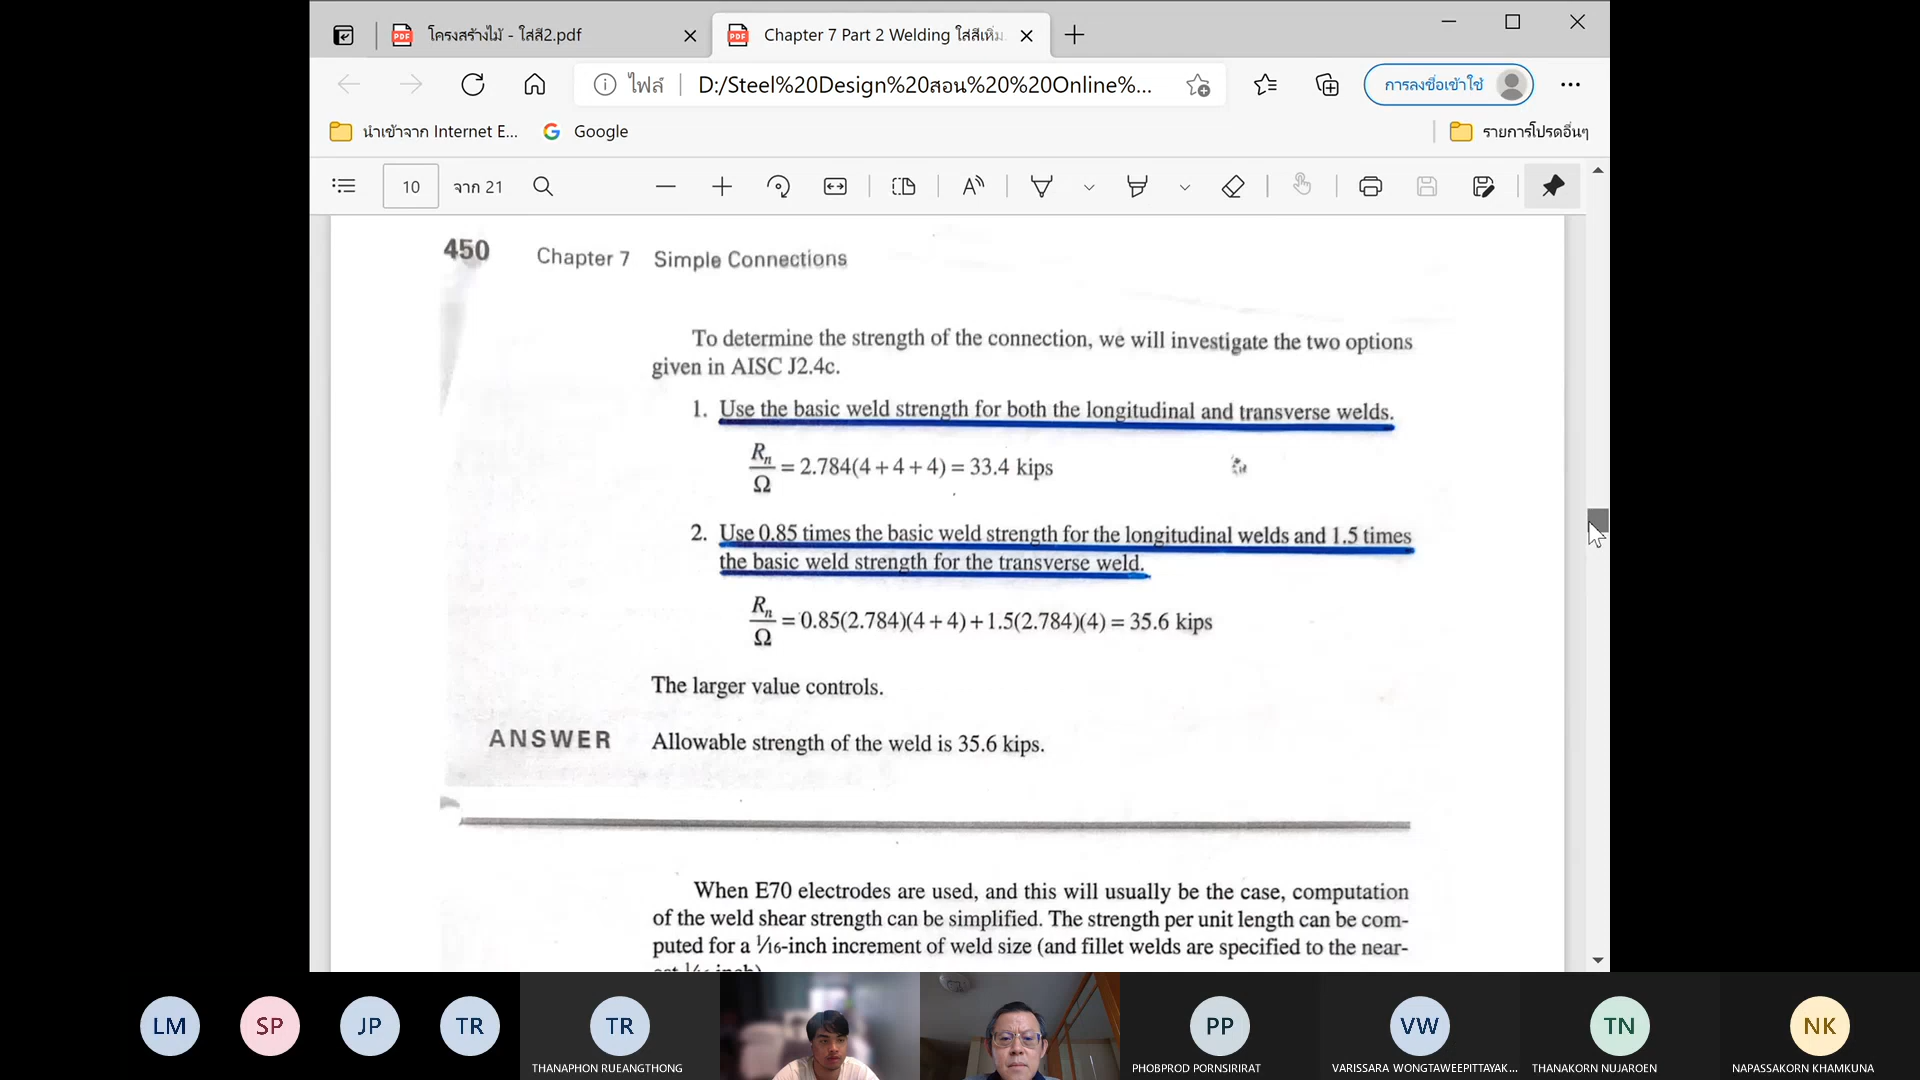 โครงสร้างไม้ - ใส่สี2.pdf
Chapter 7 Part 2 Welding ใส่สีเพิ่ม
ไฟล์
D:/Steel%20Design%20สอน%20%20Online%...
การลงชื่อเข้าใช้
นำเข้าจาก Internet E...
Google
รายการโปรดอื่นๆ
10 จาก 21
450 Chapter 7 Simple Connections
To determine the strength of the connection, we will investigate the two options
given in AISC J2.4c.
1. Use the basic weld strength for both the longitudinal and transverse welds.
Rn/Ω = 2.784(4 + 4 + 4) = 33.4 kips
2. Use 0.85 times the basic weld strength for the longitudinal welds and 1.5 times
the basic weld strength for the transverse weld.
Rn/Ω = 0.85(2.784)(4 + 4) + 1.5(2.784)(4) = 35.6 kips
The larger value controls.
ANSWER Allowable strength of the weld is 35.6 kips.
When E70 electrodes are used, and this will usually be the case, computation
of the weld shear strength can be simplified. The strength per unit length can be com-
puted for a 1/16-inch increment of weld size (and fillet welds are specified to the near-
LM
SP
JP
TR
TR
THANAPHON RUEANGTHONG
PP
PHOBPROD PORNSIRIRAT
VW
VARISSARA WONGTAWEEPITTAYAK...
TN
THANAKORN NUJAROEN
NK
NAPASSAKORN KHAMKUNA